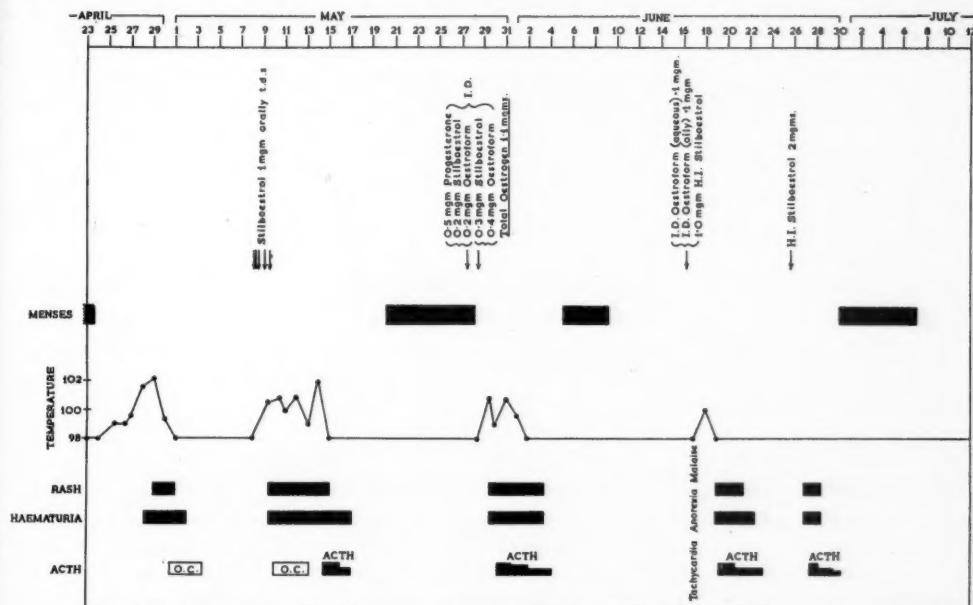 APRIL MAY JUNE JULY
23 25 27 29 1 3 5 7 9 11 13 15 17 19 21 23 25 27 29 31 2 4 6 8 10 12 14 16 18 20 22 24 26 28 30 2 4 6 8 10 12
Stilboestrol 1 mgm orally t.d.s
0·5 mgm Progesterone
0·2 mgm Stilboestrol
0·2 mgm Oestroform
0·3 mgm Stilboestrol
0·4 mgm Oestroform
I.D.
Total Oestrogen 1·1 mgms.
I.D. Oestroform (aqueous) ·1 mgm.
I.D. Oestroform (oily) ·1 mgm
1·0 mgm H.I. Stilboestrol
H.I. Stilboestrol 2 mgms.
MENSES
TEMPERATURE
102
100
98
Tachycardia Anorexia Malaise
RASH
HAEMATURIA
ACTH ACTH ACTH ACTH
ACTH O.C. O.C.